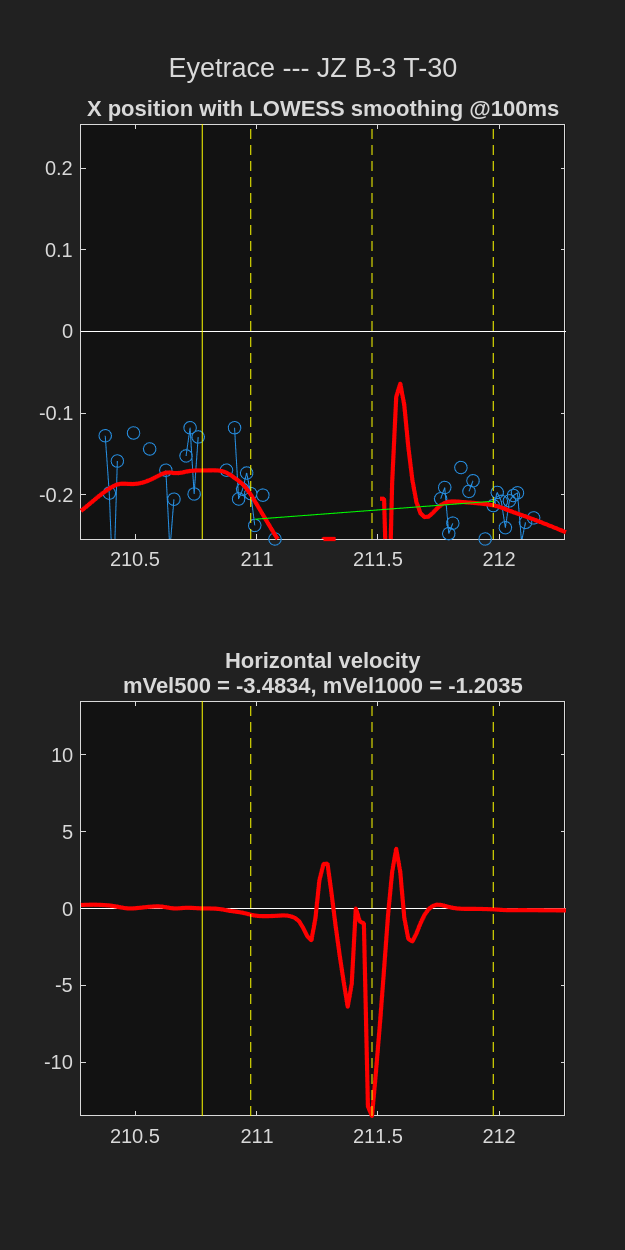 Eyetrace --- JZ B-3 T-30
X position with LOWESS smoothing @100ms
0.2
0.1
0
-0.1
-0.2
210.5 211 211.5 212
Horizontal velocity
mVel500 = -3.4834, mVel1000 = -1.2035
10
5
0
-5
-10
210.5 211 211.5 212